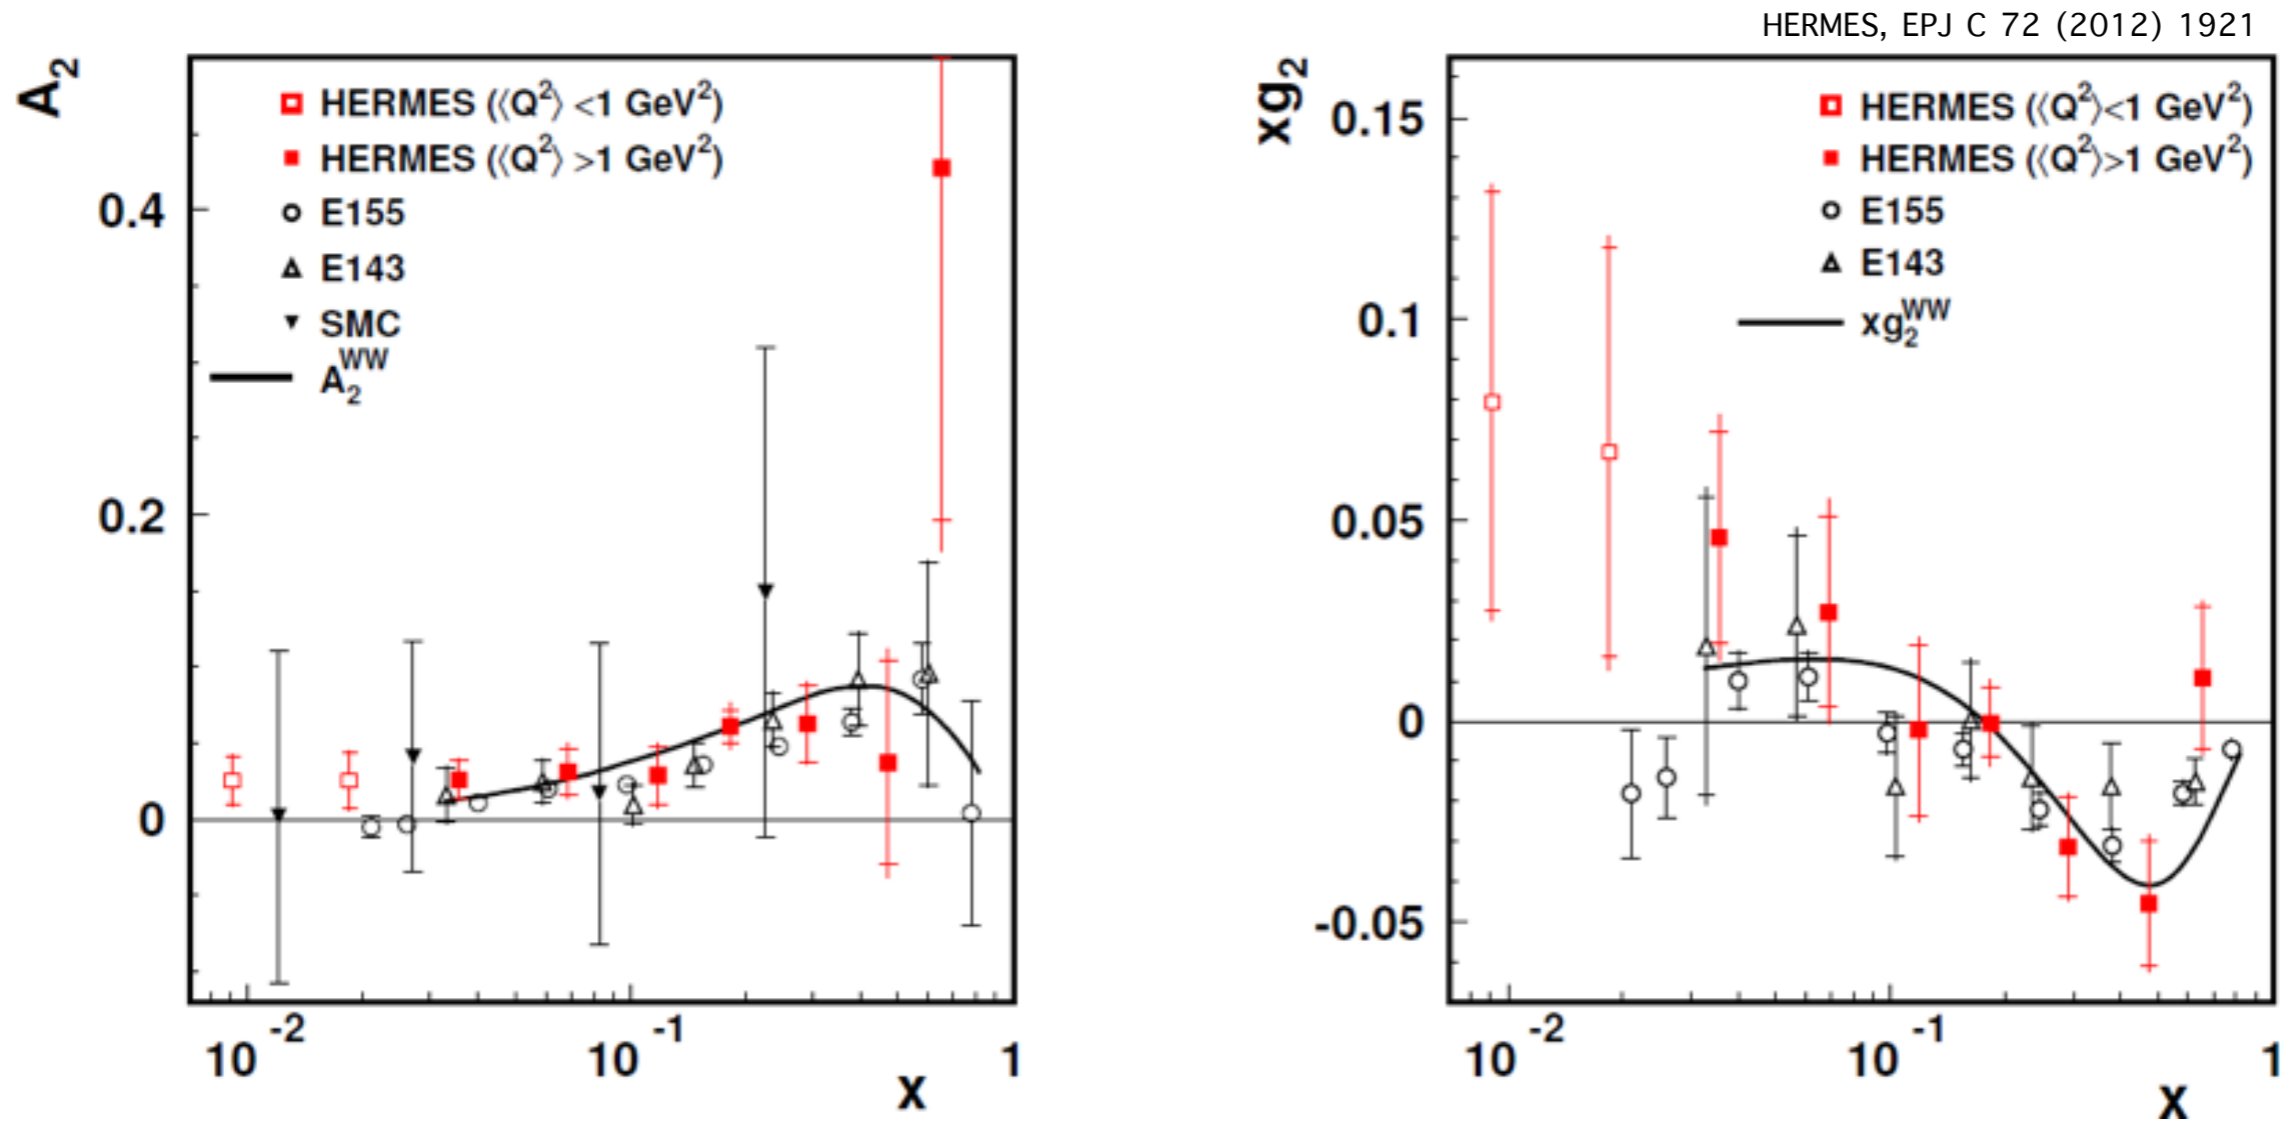 HERMES, EPJ C 72 (2012) 1921
A2
HERMES (⟨Q2⟩ <1 GeV2)
HERMES (⟨Q2⟩ >1 GeV2)
E155
E143
SMC
A2WW
0.4
0.2
0
10-2
10-1
1
x
xg2
HERMES (⟨Q2⟩<1 GeV2)
HERMES (⟨Q2⟩>1 GeV2)
E155
E143
xg2WW
0.15
0.1
0.05
0
-0.05
10-2
10-1
1
x